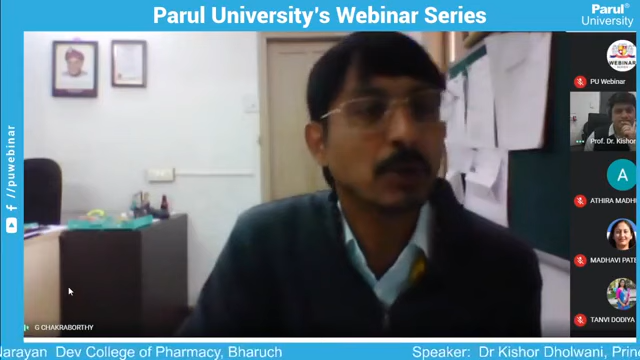 Parul University's Webinar Series
Parul®
University
/puwebinar
WEBINAR
PU Webinar
Prof. Dr. Kishor
A
ATHIRA MADH
MADHAVI PATE
TANVI DODIYA
G CHAKRABORTHY
Narayan Dev College of Pharmacy, Bharuch
Speaker: Dr Kishor Dholwani, Prin